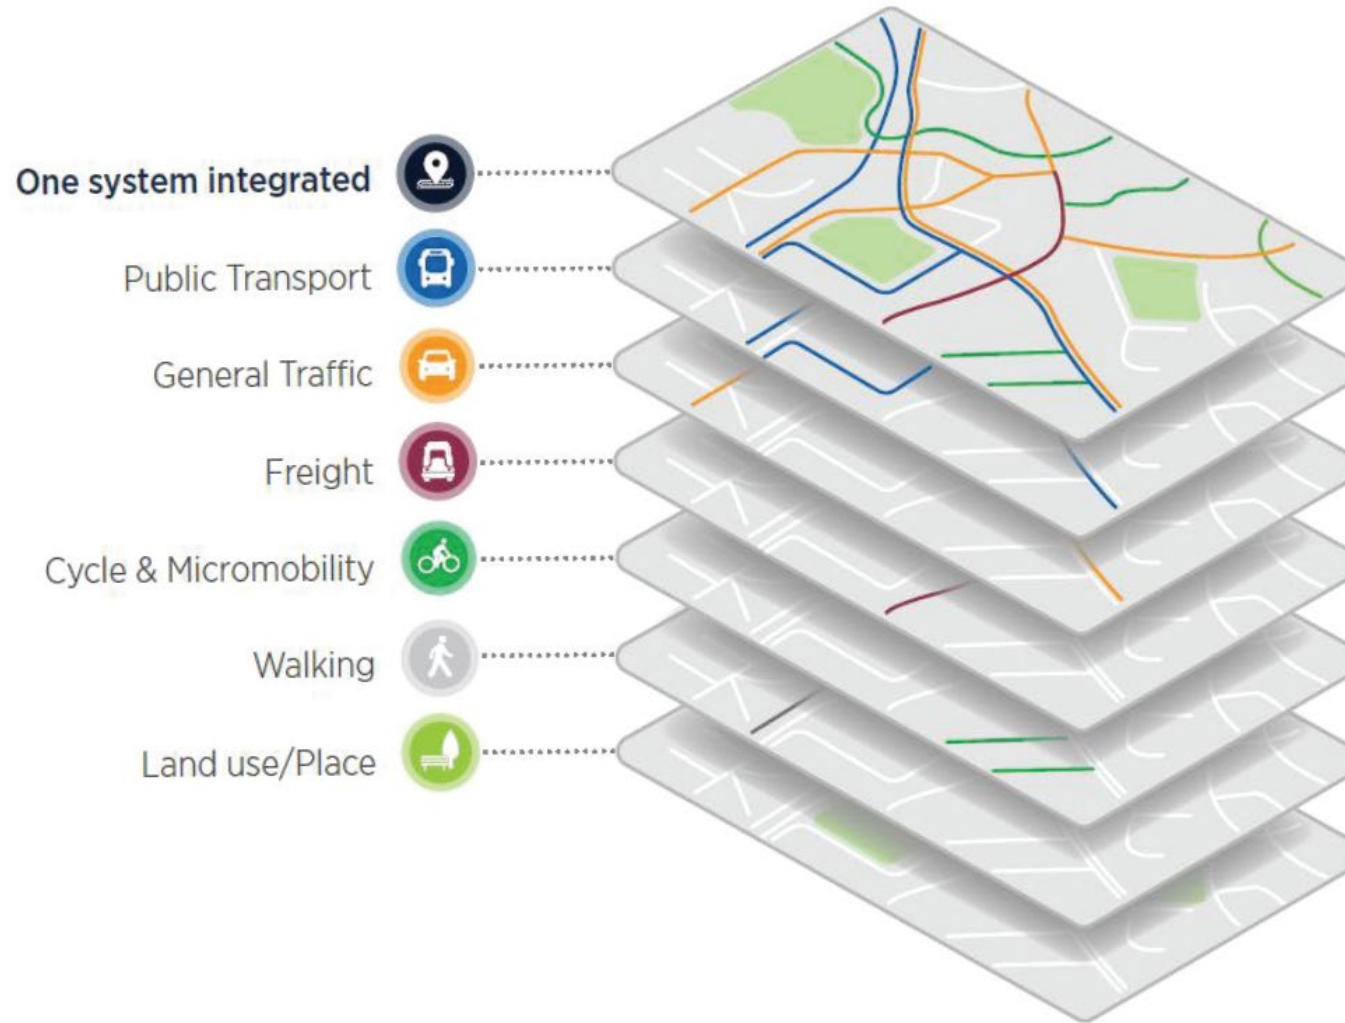 One system integrated
Public Transport
General Traffic
Freight
Cycle & Micromobility
Walking
Land use/Place